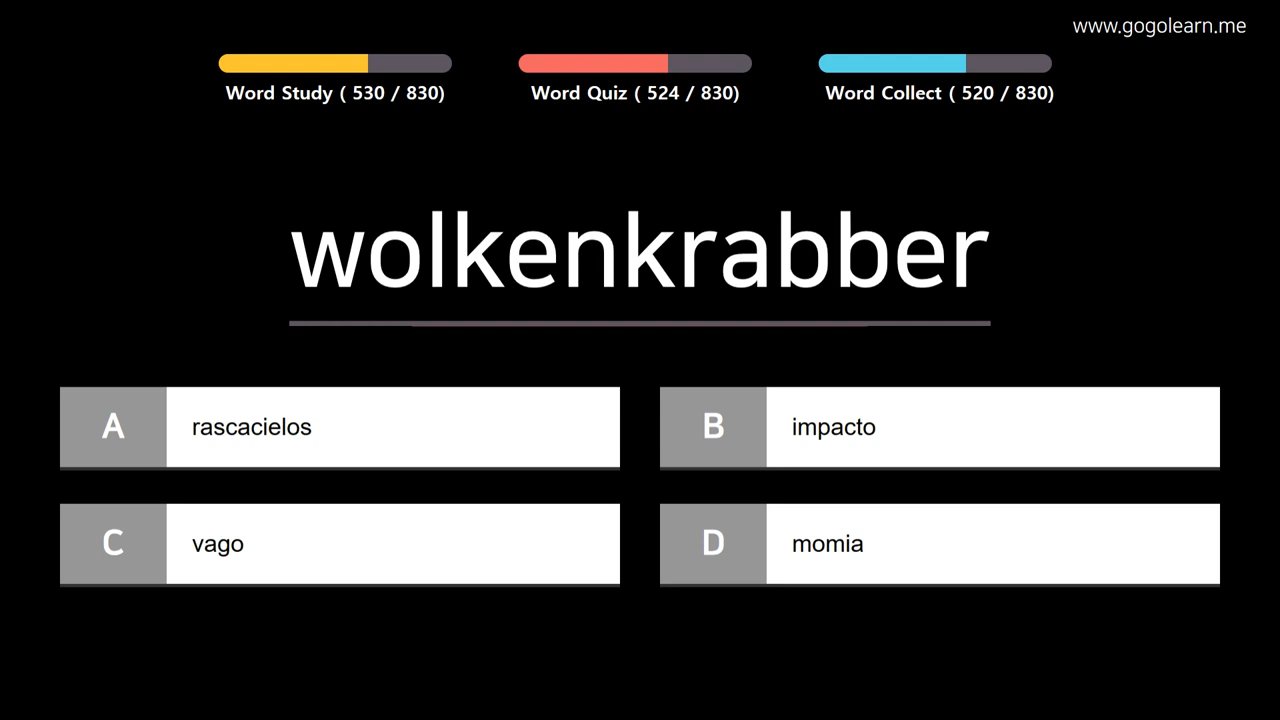 www.gogolearn.me
Word Study ( 530 / 830)
Word Quiz ( 524 / 830)
Word Collect ( 520 / 830)
wolkenkrabber
A rascacielos
B impacto
C vago
D momia